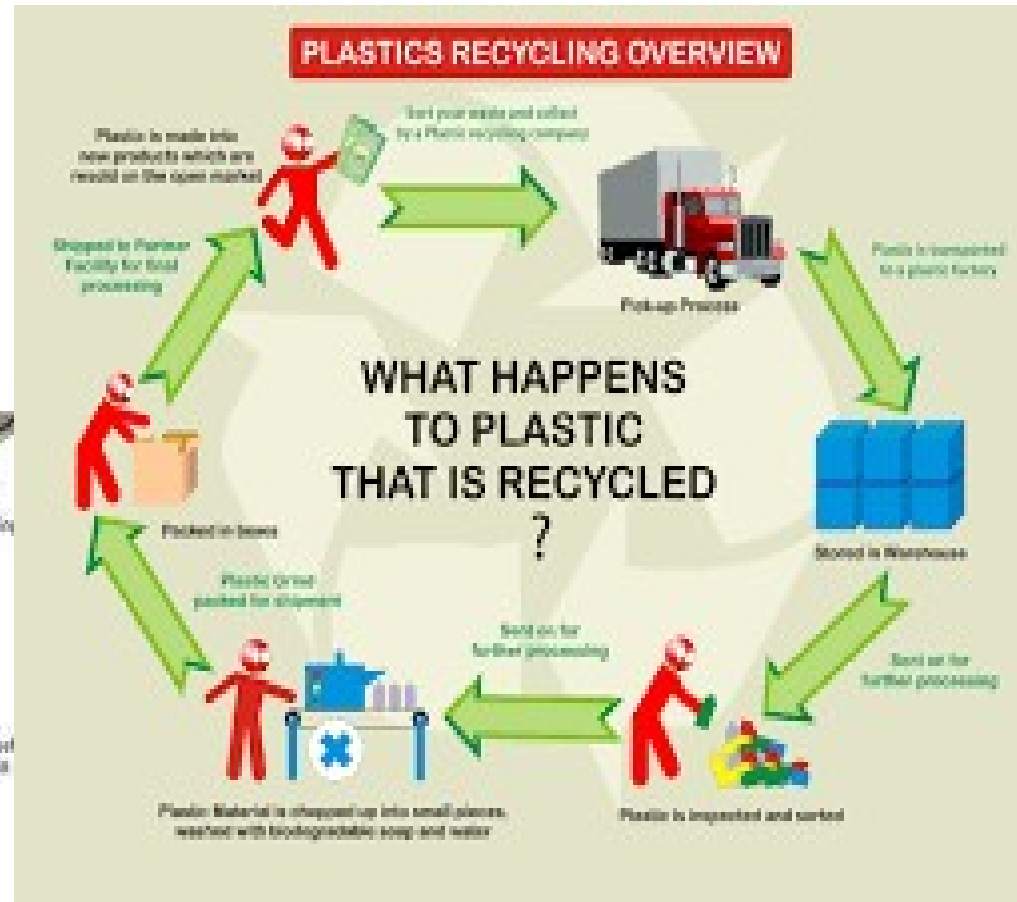 PLASTICS RECYCLING OVERVIEW
Sort your waste and collect
by a Plastic recycling company
Plastic is made into
new products which are
resold on the open market
Shipped to Partner
Facility for final
processing
Plastic is transported
to a plastic factory
Pick-up Process
WHAT HAPPENS
TO PLASTIC
THAT IS RECYCLED
?
Packed in
Stored in Warehouse
Plastic Grind
packed for shipment
Sent on for
further processing
Sent on for
further processing
Plastic Material is chopped up into small pieces,
washed with biodegradable soap and water
Plastic is inspected and sorted